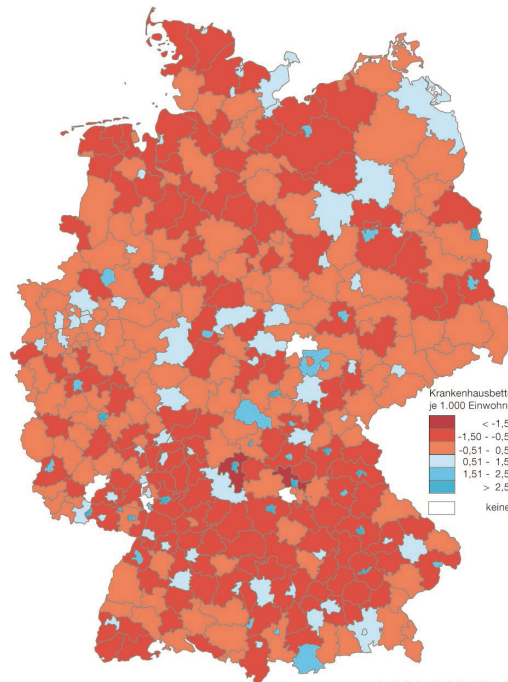 Krankenhausbett
je 1.000 Einwohn
< -1,5
-1,50 - -0,5
-0,51 - 0,5
0,51 - 1,5
1,51 - 2,5
> 2,5
keine